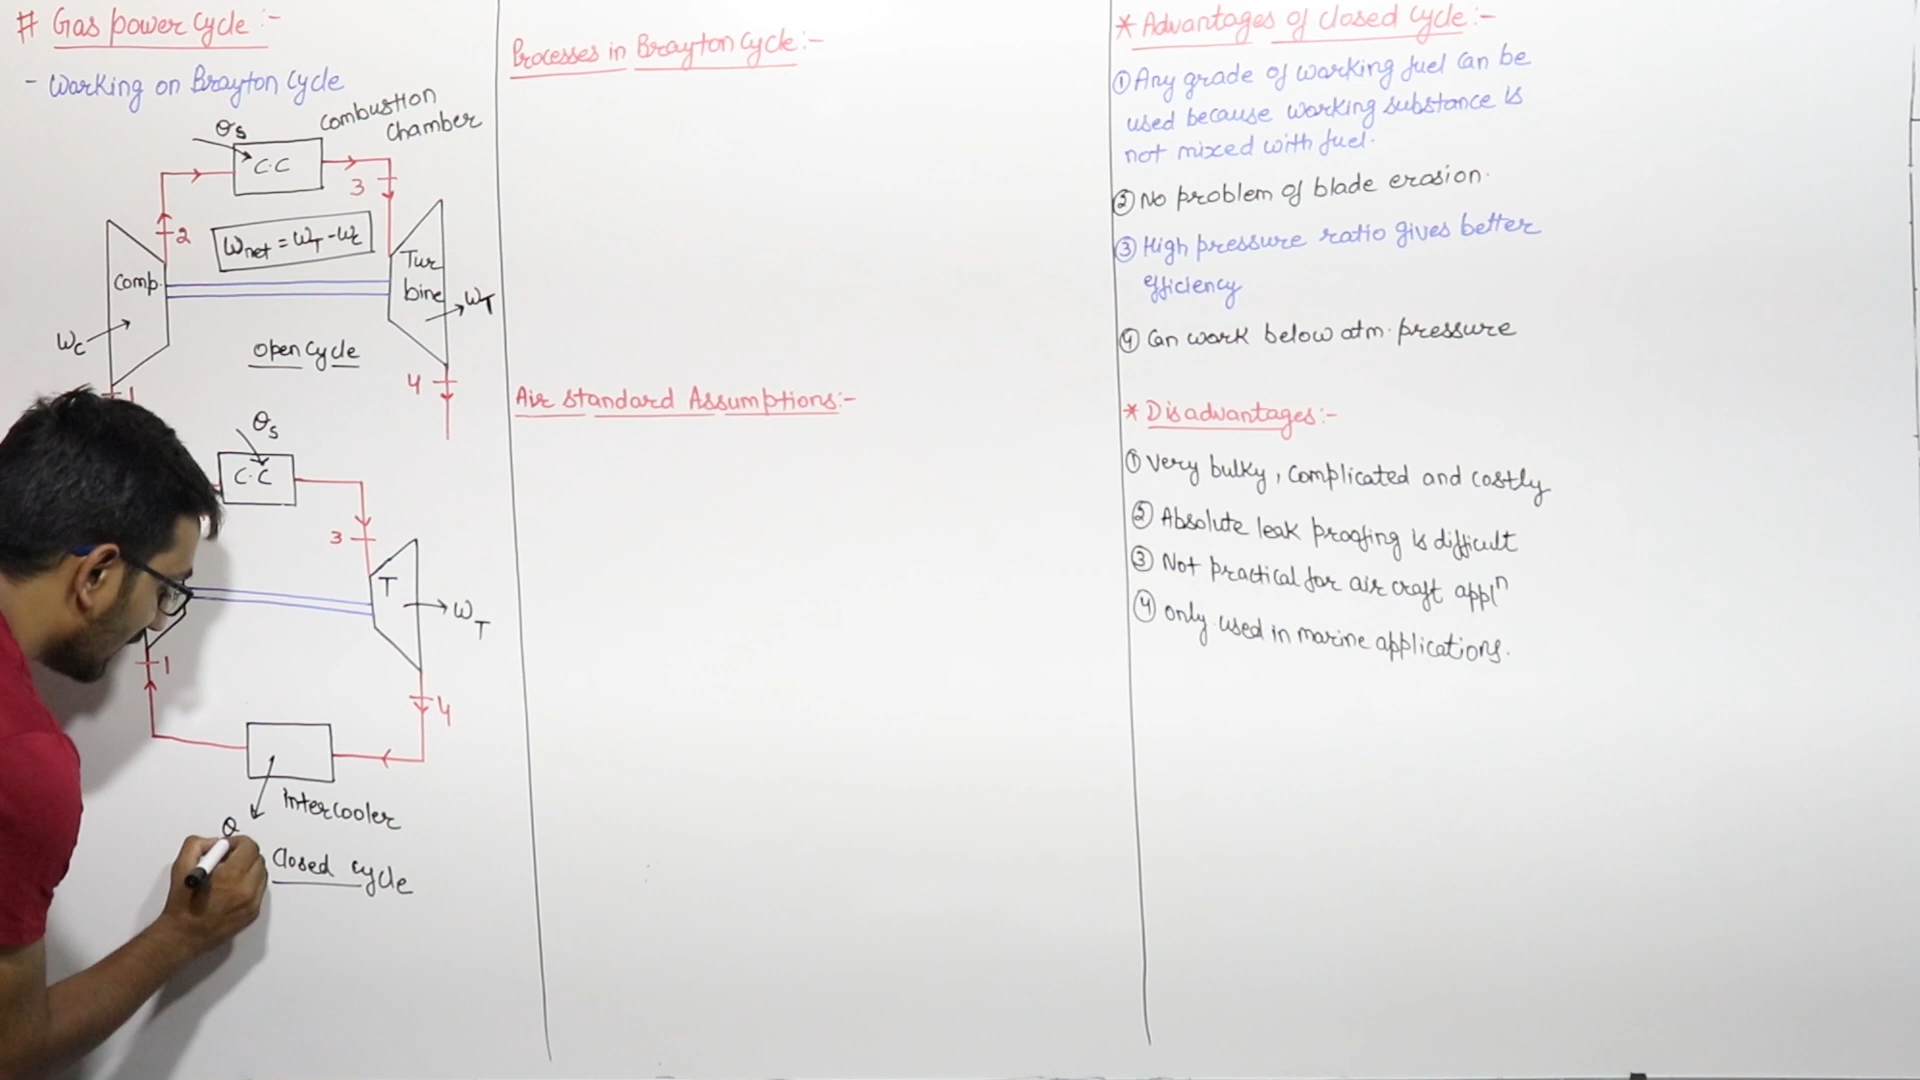 # Gas power cycle :-
- Working on Brayton cycle
Combustion
chamber
Qs
C.C
3
2
Wnet = WT - Wc
Comp.
Tur
bine
WT
Wc
Open cycle
4
1
Qs
C.C
3
T
WT
1
4
Intercooler
Q
Closed cycle
Processes in Brayton cycle :-
Air standard Assumptions :-
* Advantages of closed cycle :-
① Any grade of working fuel can be
used because working substance is
not mixed with fuel.
② No problem of blade erosion.
③ High pressure ratio gives better
efficiency
④ Can work below atm. pressure
* Disadvantages :-
① Very bulky, complicated and costly
② Absolute leak proofing is difficult
③ Not practical for air craft applⁿ
④ only used in marine applications.